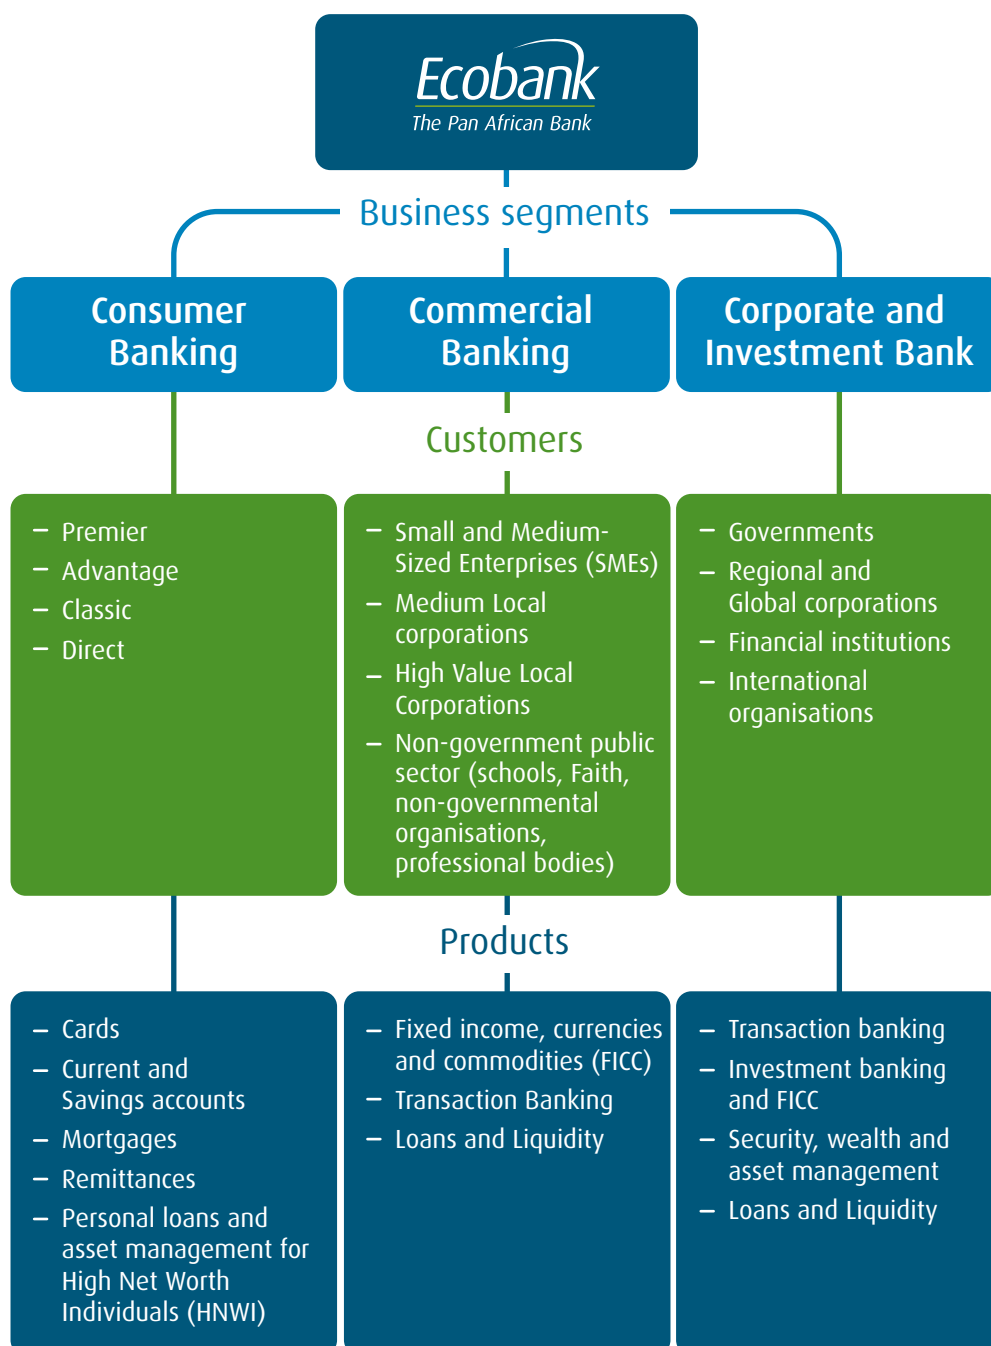 Ecobank
The Pan African Bank
Business segments
Consumer
Banking
Commercial
Banking
Corporate and
Investment Bank
Customers
– Premier
– Advantage
– Classic
– Direct
– Small and Medium-
Sized Enterprises (SMEs)
– Medium Local
corporations
– High Value Local
Corporations
– Non-government public
sector (schools, Faith,
non-governmental
organisations,
professional bodies)
– Governments
– Regional and
Global corporations
– Financial institutions
– International
organisations
Products
– Cards
– Current and
Savings accounts
– Mortgages
– Remittances
– Personal loans and
asset management for
High Net Worth
Individuals (HNWI)
– Fixed income, currencies
and commodities (FICC)
– Transaction Banking
– Loans and Liquidity
– Transaction banking
– Investment banking
and FICC
– Security, wealth and
asset management
– Loans and Liquidity